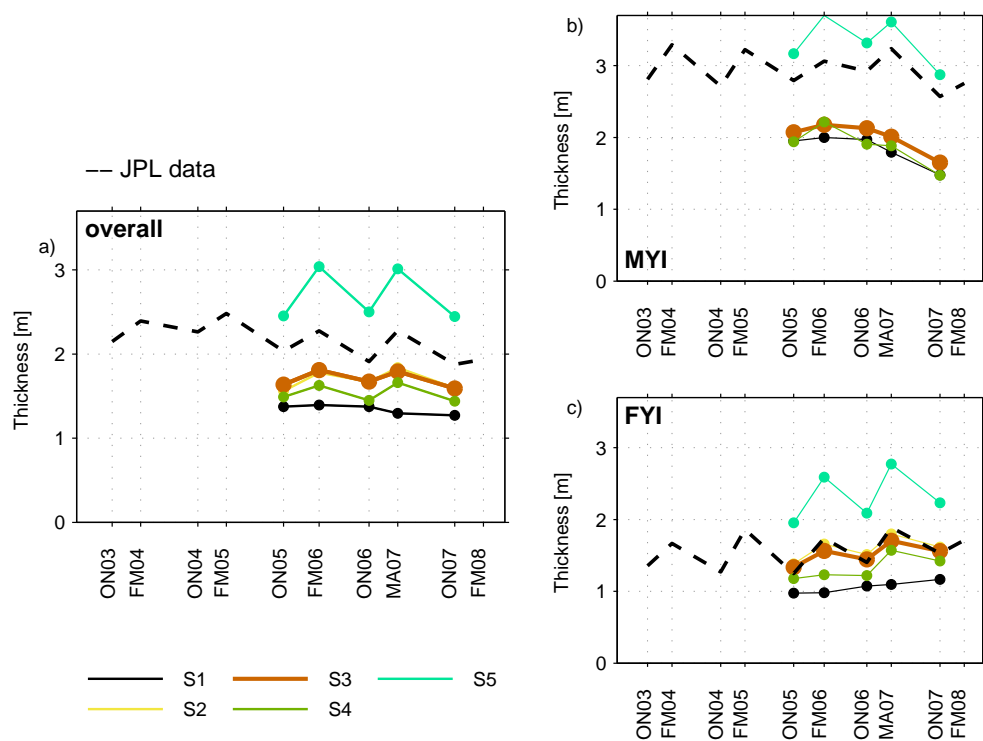 b)
3
2
1
0
Thickness [m]
MYI
ON03
FM04
ON04
FM05
ON05
FM06
ON06
MA07
ON07
FM08
-- JPL data
a)
overall
3
2
1
0
Thickness [m]
ON03
FM04
ON04
FM05
ON05
FM06
ON06
MA07
ON07
FM08
c)
FYI
3
2
1
0
Thickness [m]
ON03
FM04
ON04
FM05
ON05
FM06
ON06
MA07
ON07
FM08
S1 S3 S5
S2 S4